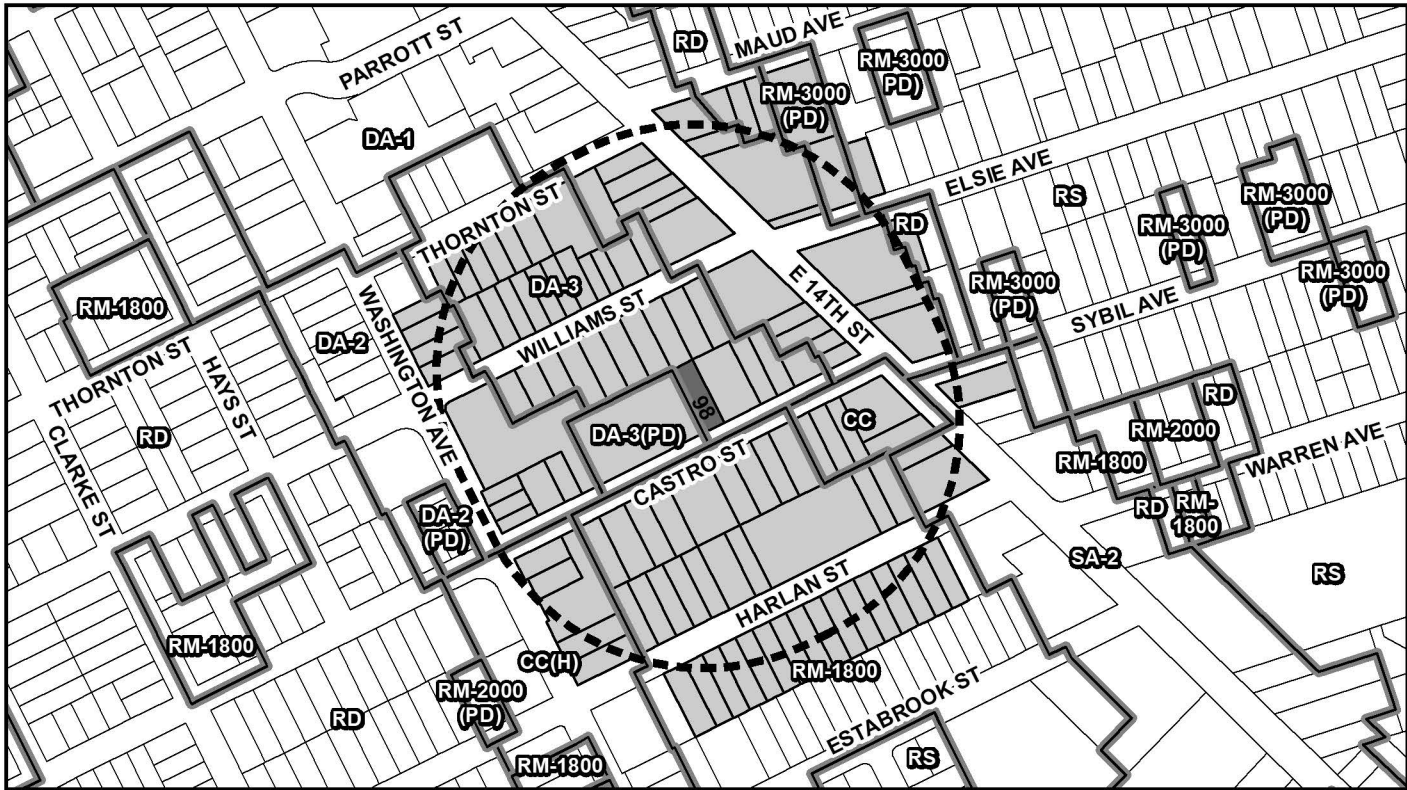 PARROTT ST
RD
MAUD AVE
RM-3000
PD)
RM-3000
(PD)
DA-1
ELSIE AVE
RS
RM-3000
(PD)
RM-3000
(PD)
RM-3000
(PD)
THORNTON ST
RD
RM-3000
(PD)
DA-3
E 14TH ST
SYBIL AVE
RM-1800
WASHINGTON AVE
WILLIAMS ST
DA-2
THORNTON ST
HAYS ST
CLARKE ST
RD
98
DA-3(PD)
CC
CASTRO ST
RD
RM-2000
RM-1800
WARREN AVE
DA-2
(PD)
RD
RM-
1800
SA-2
RS
HARLAN ST
RM-1800
CC(H)
RM-1800
RM-2000
(PD)
RD
ESTABROOK ST
RM-1800
RS